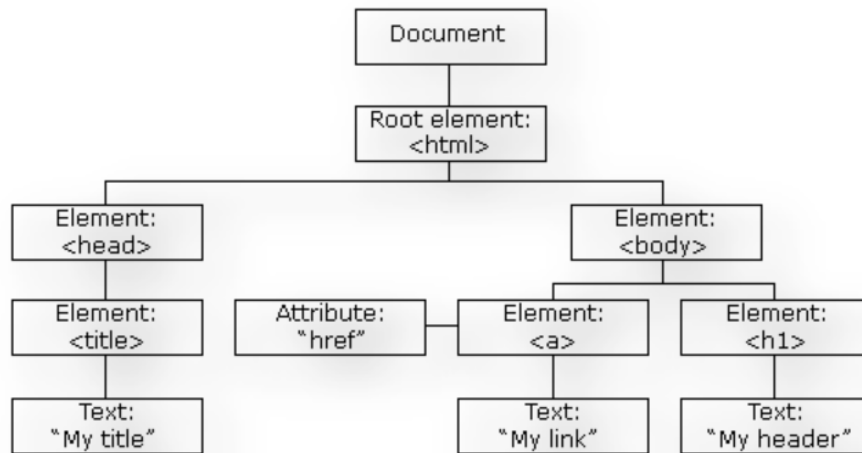 Document
Root element:
<html>
Element:
<head>
Element:
<body>
Element:
<title>
Attribute:
“href”
Element:
<a>
Element:
<h1>
Text:
“My title”
Text:
“My link”
Text:
“My header”